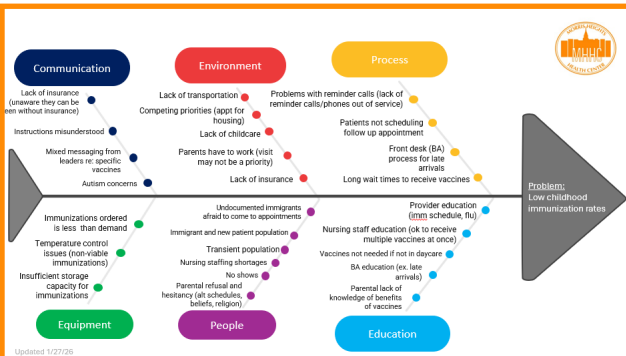 MORRIS HEIGHTS
MHHC
HEALTH CENTER
Communication
Environment
Process
Lack of insurance
(unaware they can be
en without insurance)
Instructions misunderstood
Mixed messaging from
leaders re: specific
vaccines
Autism concerns
Lack of transportation
Competing priorities (appt for
housing)
Lack of childcare
Parents have to work (visit
may not be a priority)
Lack of insurance
Problems with reminder calls (lack of
reminder calls/phones out of service)
Patients not scheduling
follow up appointment
Front desk (BA)
process for late
arrivals
Long wait times to receive vaccines
Problem:
Low childhood
immunization rates
Immunizations ordered
is less than demand
Temperature control
issues (non-viable
immunizations)
Insufficient storage
capacity for
immunizations
Undocumented immigrants
afraid to come to appointments
Immigrant and new patient population
Transient population
Nursing staffing shortages
No shows
Parental refusal and
hesitancy (alt schedules,
beliefs, religion)
Provider education
(imm schedule, flu)
Nursing staff education (ok to receive
multiple vaccines at once)
Vaccines not needed if not in daycare
BA education (ex. late
arrivals)
Parental lack of
knowledge of benefits
of vaccines
Equipment
People
Education
Updated 1/27/26